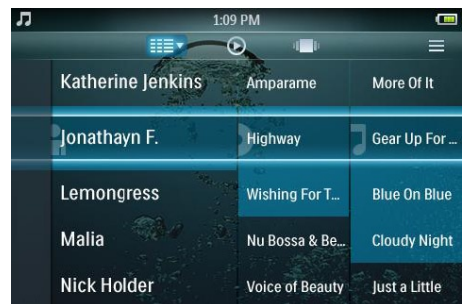 1:09 PM
Katherine Jenkins Amparame More Of It
Jonathayn F. Highway Gear Up For ...
Lemongress Wishing For T... Blue On Blue
Malia Nu Bossa & Be... Cloudy Night
Nick Holder Voice of Beauty Just a Little